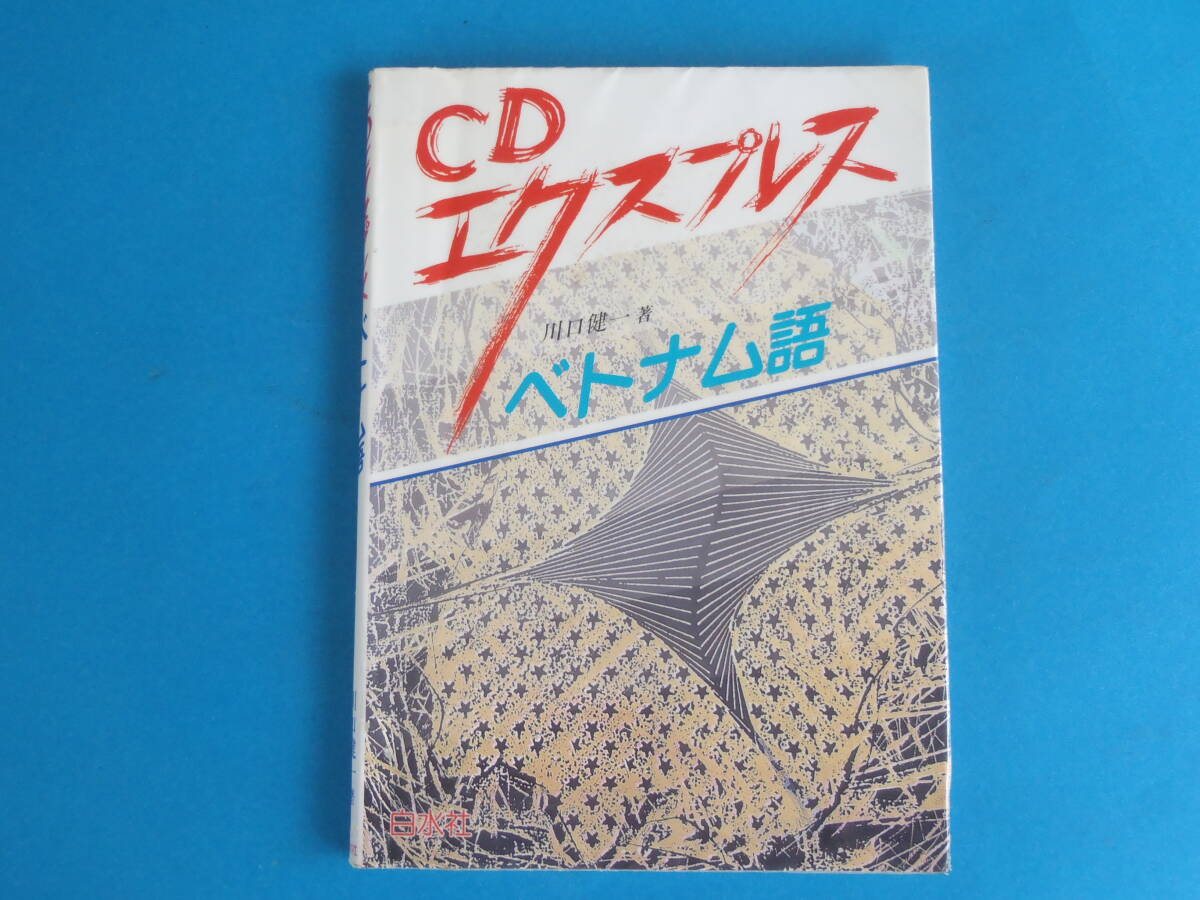 CD
エクスプレス
川口健一 著
ベトナム語
白水社